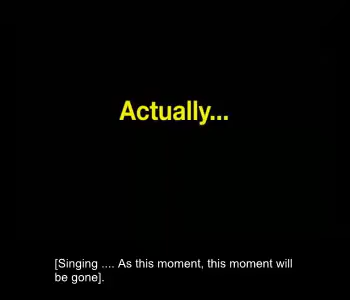 Actually...
[Singing .... As this moment, this moment will
be gone].